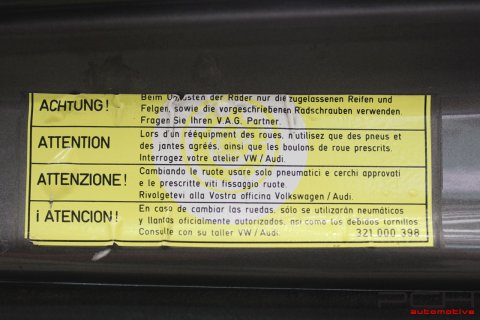 ACHTUNG!
Beim Umrüsten der Räder nur die zugelassenen Reifen und
Felgen, sowie die vorgeschriebenen Radschrauben verwenden.
Fragen Sie Ihren V.A.G. Partner.
ATTENTION
Lors d'un rééquipement des roues, n'utilisez que des pneus et
des jantes agréés, ainsi que les boulons de roue prescrits.
Interrogez votre atelier VW/Audi.
ATTENZIONE!
Cambiando le ruote usare solo pneumatici e cerchi approvati
e le prescritte viti fissaggio ruote
Rivolgetevi alla Vostra officina Volkswagen/Audi.
¡ ATENCION!
En caso de cambiar las ruedas, sólo se utilizarán neumáticos
y llantas oficialmente autorizados, así como los debidos tornillos
Consulte con su taller VW/Audi.
321 000 398
automotive